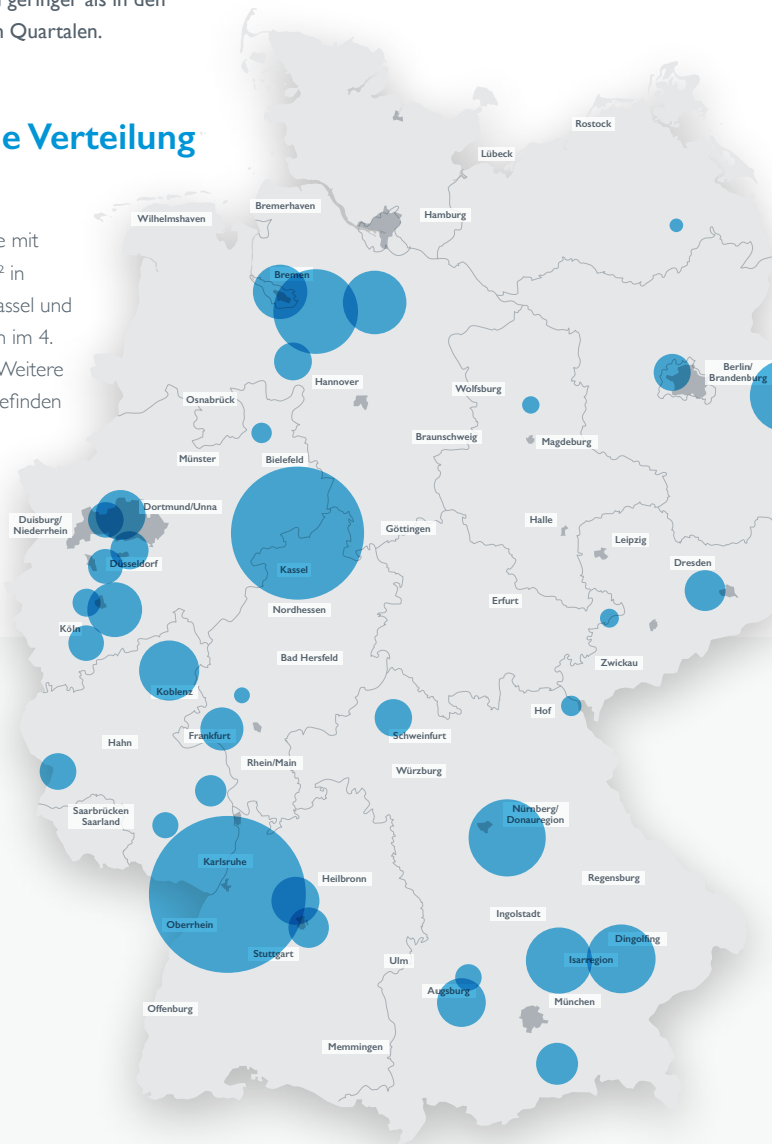 geringer als in den
n Quartalen.
e Verteilung
e mit
² in
assel und
n im 4.
Weitere
efinden
Rostock
Lübeck
Bremerhaven
Wilhelmshaven
Hamburg
Bremen
Berlin/
Brandenburg
Hannover
Wolfsburg
Osnabrück
Braunschweig
Magdeburg
Münster
Bielefeld
Dortmund/Unna
Duisburg/
Niederrhein
Göttingen
Halle
Leipzig
Düsseldorf
Dresden
Kassel
Erfurt
Nordhessen
Köln
Bad Hersfeld
Zwickau
Koblenz
Hof
Frankfurt
Schweinfurt
Hahn
Rhein/Main
Würzburg
Saarbrücken
Saarland
Nürnberg/
Donauregion
Karlsruhe
Heilbronn
Regensburg
Ingolstadt
Oberrhein
Dingolfing
Stuttgart
Ulm
Isarregion
Augsburg
München
Offenburg
Memmingen